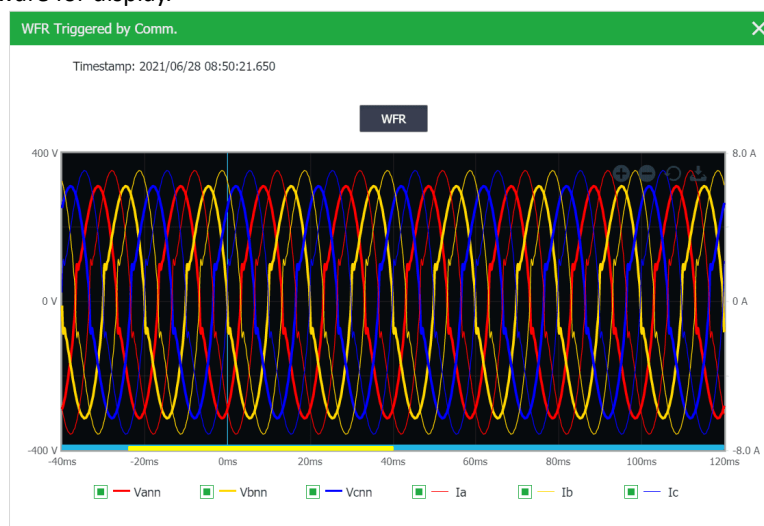 WFR Triggered by Comm.
Timestamp: 2021/06/28 08:50:21.650
WFR
400 V
8.0 A
0 V
0 A
-400 V
-8.0 A
-40ms -20ms 0ms 20ms 40ms 60ms 80ms 100ms 120ms
Vann Vbnn Vcnn Ia Ib Ic